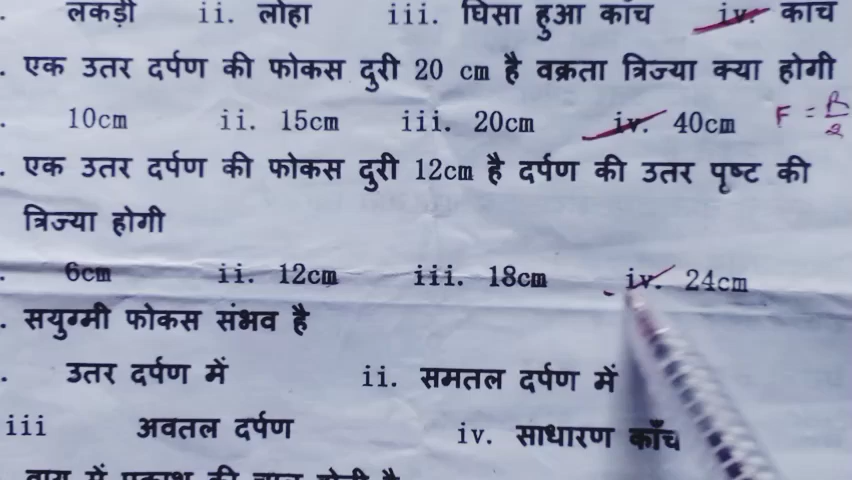 लकड़ी ii. लोहा iii. घिसा हुआ काँच iv. काँच
. एक उतर दर्पण की फोकस दुरी 20 cm है वक्रता त्रिज्या क्या होगी
. 10cm ii. 15cm iii. 20cm iv. 40cm F = R/2
. एक उतर दर्पण की फोकस दुरी 12cm है दर्पण की उतर पृष्ट की
त्रिज्या होगी
. 6cm ii. 12cm iii. 18cm iv. 24cm
. सयुग्मी फोकस संभव है
. उतर दर्पण में ii. समतल दर्पण में
iii अवतल दर्पण iv. साधारण काँच